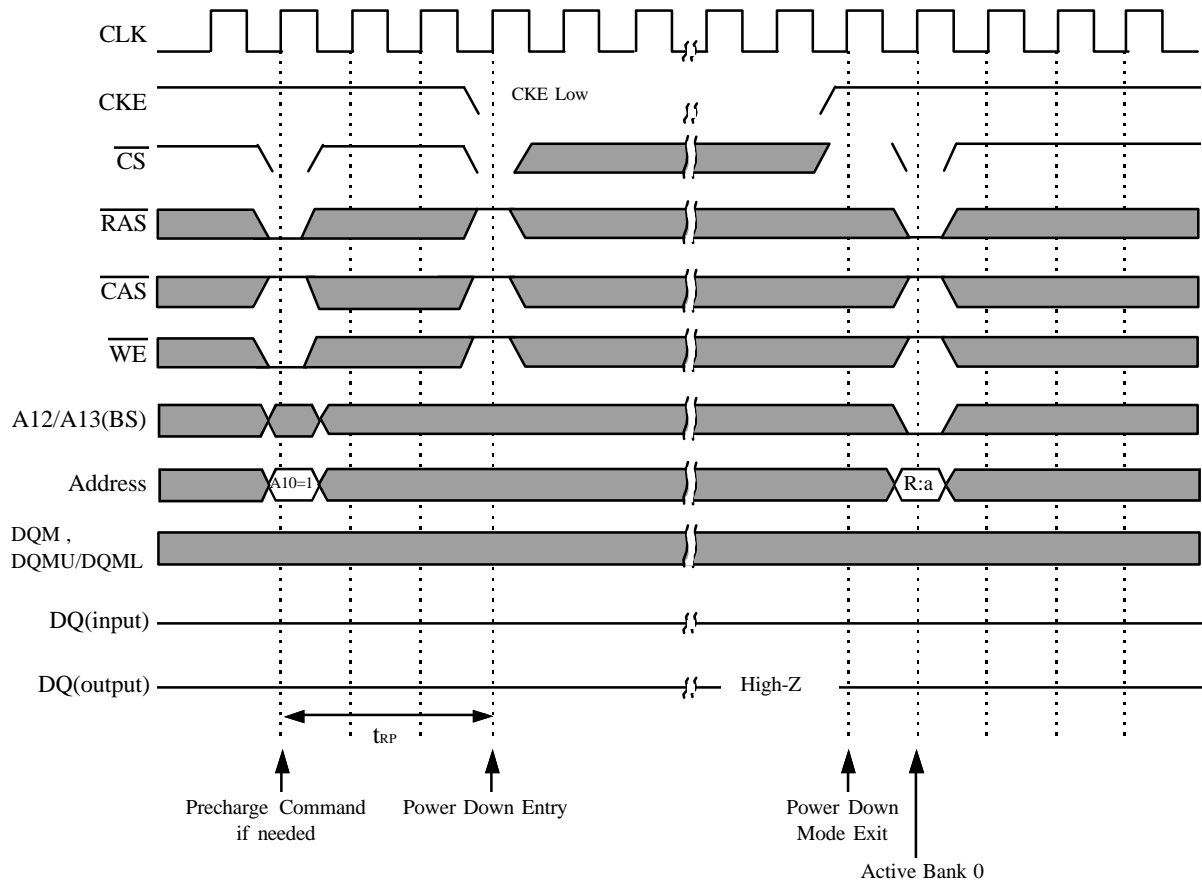 CLK
CKE
CKE Low
CS
RAS
CAS
WE
A12/A13(BS)
Address
A10=1
R:a
DQM ,
DQMU/DQML
DQ(input)
DQ(output)
High-Z
tRP
Precharge Command
if needed
Power Down Entry
Power Down
Mode Exit
Active Bank 0